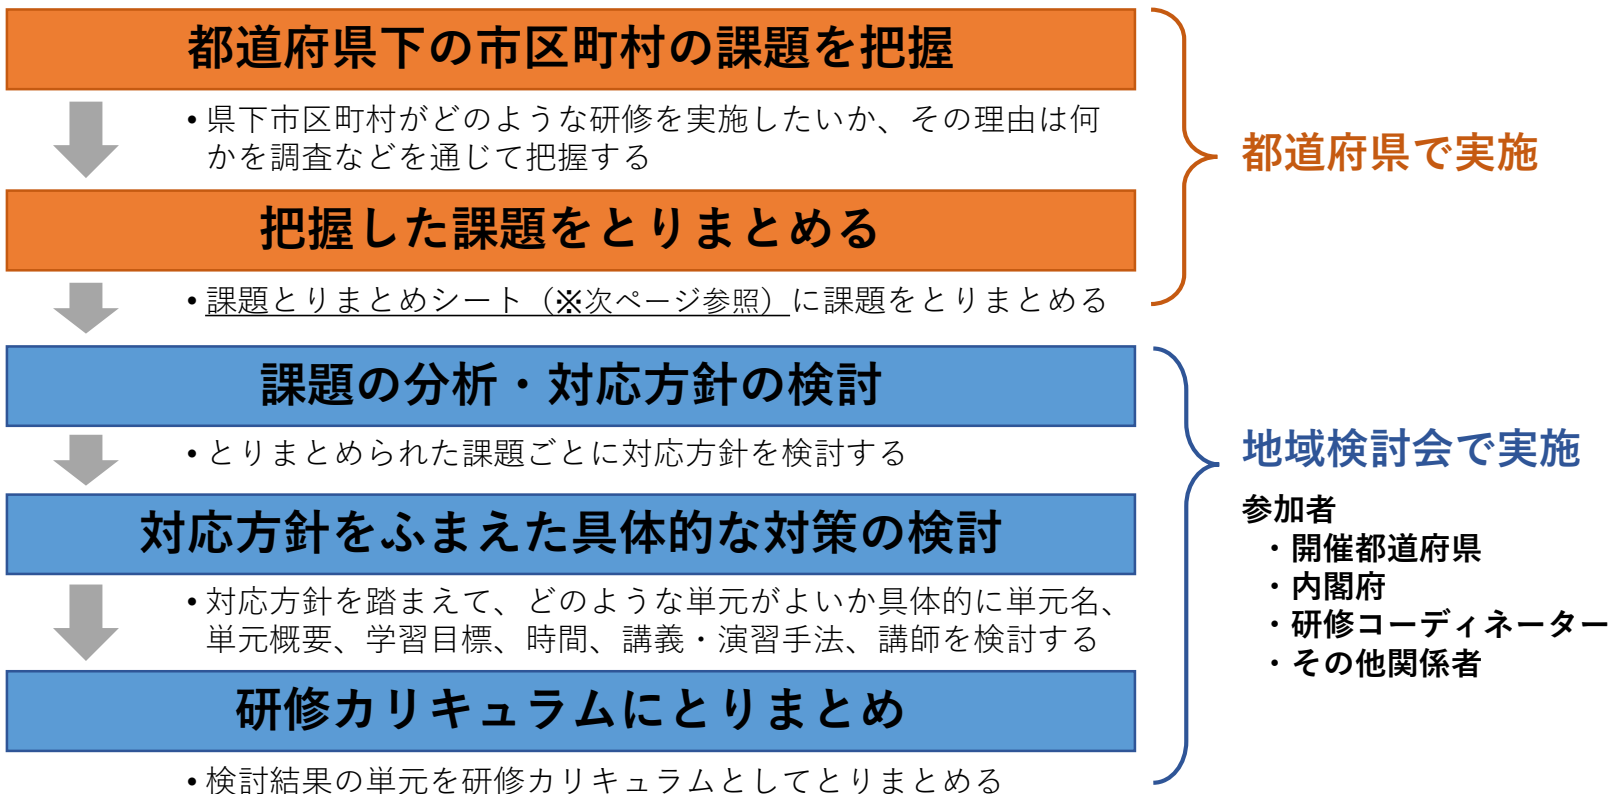 都道府県下の市区町村の課題を把握
• 県下市区町村がどのような研修を実施したいか、その理由は何
かを調査などを通じて把握する
把握した課題をとりまとめる
• 課題とりまとめシート（※次ページ参照）に課題をとりまとめる
都道府県で実施
課題の分析・対応方針の検討
• とりまとめられた課題ごとに対応方針を検討する
対応方針をふまえた具体的な対策の検討
• 対応方針を踏まえて、どのような単元がよいか具体的に単元名、
単元概要、学習目標、時間、講義・演習手法、講師を検討する
研修カリキュラムにとりまとめ
• 検討結果の単元を研修カリキュラムとしてとりまとめる
地域検討会で実施
参加者
・開催都道府県
・内閣府
・研修コーディネーター
・その他関係者